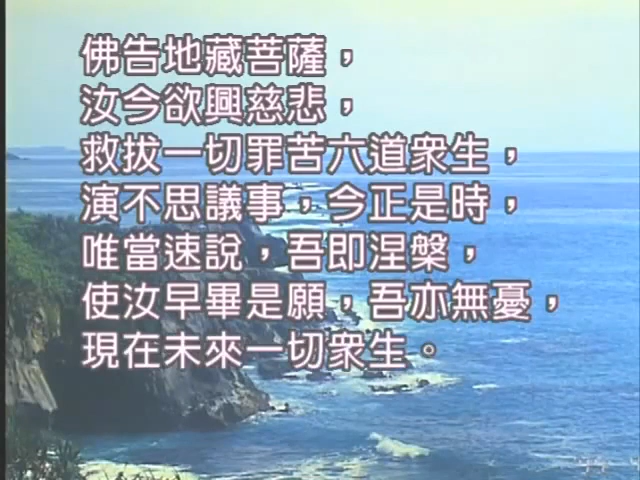 佛告地藏菩薩，
汝今欲興慈悲，
救拔一切罪苦六道眾生，
演不思議事，今正是時，
唯當速說，吾即涅槃，
使汝早畢是願，吾亦無憂，
現在未來一切眾生。